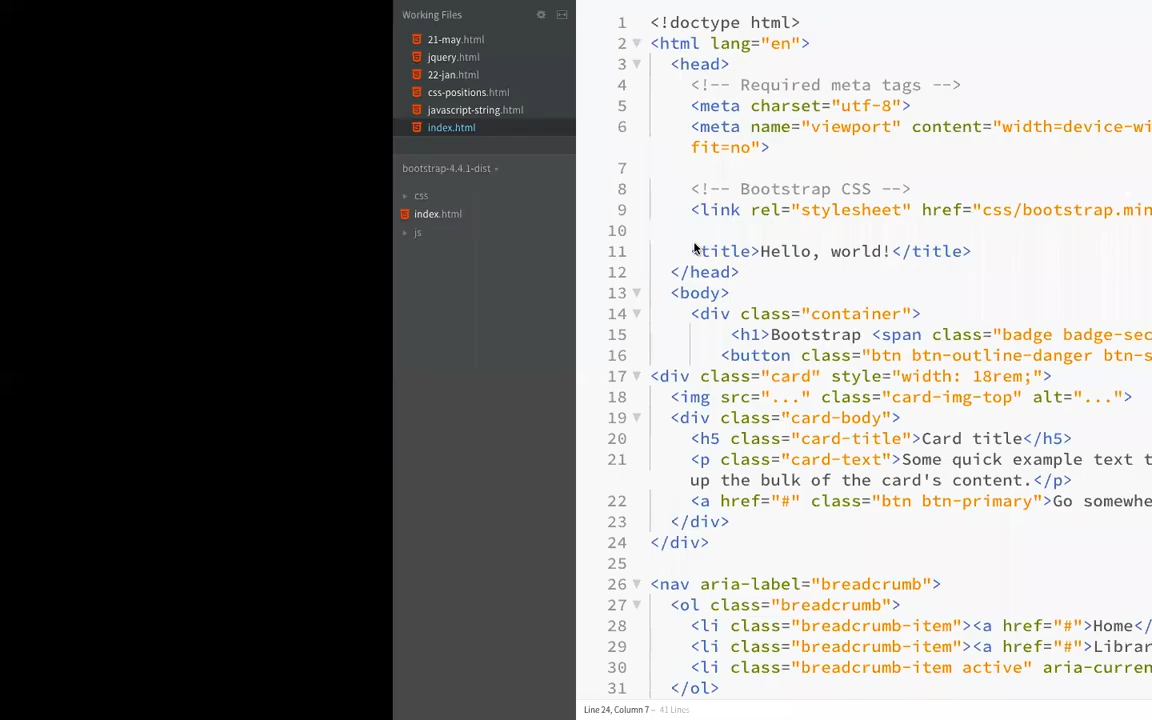 Working Files
21-may.html
jquery.html
22-jan.html
css-positions.html
javascript-string.html
index.html
bootstrap-4.4.1-dist
css
index.html
js
1 <!doctype html>
2 <html lang="en">
3 <head>
4 <!-- Required meta tags -->
5 <meta charset="utf-8">
6 <meta name="viewport" content="width=device-wi
fit=no">
7
8 <!-- Bootstrap CSS -->
9 <link rel="stylesheet" href="css/bootstrap.min
10
11 <title>Hello, world!</title>
12 </head>
13 <body>
14 <div class="container">
15 <h1>Bootstrap <span class="badge badge-sec
16 <button class="btn btn-outline-danger btn-s
17 <div class="card" style="width: 18rem;">
18 <img src="..." class="card-img-top" alt="...">
19 <div class="card-body">
20 <h5 class="card-title">Card title</h5>
21 <p class="card-text">Some quick example text t
up the bulk of the card's content.</p>
22 <a href="#" class="btn btn-primary">Go somewhe
23 </div>
24 </div>
25
26 <nav aria-label="breadcrumb">
27 <ol class="breadcrumb">
28 <li class="breadcrumb-item"><a href="#">Home</
29 <li class="breadcrumb-item"><a href="#">Librar
30 <li class="breadcrumb-item active" aria-curren
31 </ol>
Line 24, Column 7 – 41 Lines